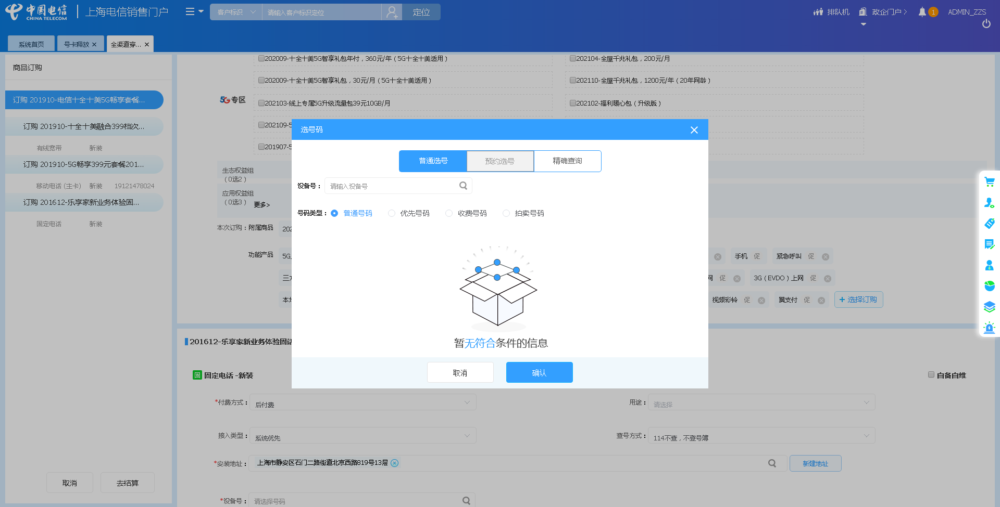 中国电信
CHINA TELECOM
上海电信销售门户
客户标识
请输入客户标识定位
定位
排队机
政企门户
1
ADMIN_ZZS
系统首页
号卡释放
全渠道穿...
商品订购
订购 201910-电信十全十美5G畅享套餐...
订购 201910-十全十美融合399档次...
有线宽带 新装
订购 201910-5G畅享399元套餐201...
移动电话 (主卡) 新装 19121478024
订购 201612-乐享家新业务体验固...
固定电话 新装
取消
去结算
202009-十全十美5G智享礼包年付，360元/年（5G十全十美适用）
202104-全屋千兆礼包，200元/月
202009-十全十美5G智享礼包，30元/月（5G十全十美适用）
202110-全屋千兆礼包，1200元/年（20年网龄）
5G专区
202103-线上专属5G升级流量包39元10GB/月
202102-福利暖心包（升级版）
202109-5
201907-5
生态权益组
（0选2）
应用权益组
（0选3）
更多>
本次订购：附属商品
202
功能产品
5G
手机 促
紧急呼叫 促
网 促
3G（EVDO）上网 促
视频彩铃 促
翼支付 促
+ 选择订购
选号码
普通选号
预约选号
精确查询
设备号：
请输入设备号
号码类型：
普通号码
优先号码
收费号码
拍卖号码
暂无符合条件的信息
取消
确认
201612-乐享家新业务体验固话
固 固定电话 -新装
自备自维
*付费方式：
后付费
用途：
请选择
接入类型：
系统优先
查号方式：
114不查，不登号簿
*安装地址：
上海市静安区石门二路街道北京西路819号13层
新建地址
*设备号：
请选择号码